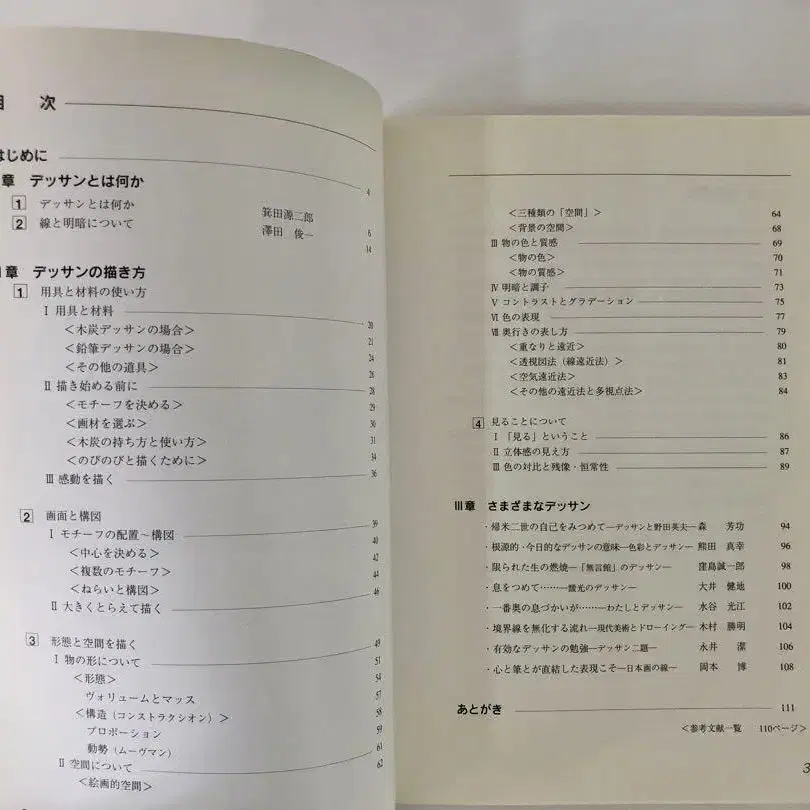 目 次
はじめに 4
章 デッサンとは何か
1 デッサンとは何か 箕田源二郎 6
2 線と明暗について 澤田 俊一 14
章 デッサンの描き方
1 用具と材料の使い方
Ⅰ 用具と材料 20
<木炭デッサンの場合> 21
<鉛筆デッサンの場合> 24
<その他の道具> 26
Ⅱ 描き始める前に 28
<モチーフを決める> 29
<画材を選ぶ> 30
<木炭の持ち方と使い方> 31
<のびのびと描くために> 34
Ⅲ 感動を描く 36
2 画面と構図
Ⅰ モチーフの配置〜構図 39
<中心を決める> 40
<複数のモチーフ> 42
<ねらいと構図> 44
Ⅱ 大きくとらえて描く 46
3 形態と空間を描く
Ⅰ 物の形について 49
<形態> 51
ヴォリュームとマッス 54
<構造（コンストラクシオン）> 57
プロポーション 58
動勢（ムーヴマン） 59
Ⅱ 空間について 61
<絵画的空間> 62
<三種類の「空間」> 64
<背景の空間> 68
Ⅲ 物の色と質感 69
<物の色> 70
<物の質感> 71
Ⅳ 明暗と調子 73
Ⅴ コントラストとグラデーション 75
Ⅵ 色の表現 77
Ⅶ 奥行きの表し方 79
<重なりと遠近> 80
<透視図法（線遠近法）> 81
<空気遠近法> 83
<その他の遠近法と多視点法> 84
4 見ることについて
Ⅰ 「見る」ということ 86
Ⅱ 立体感の見え方 87
Ⅲ 色の対比と残像・恒常性 89
Ⅲ章 さまざまなデッサン
・帰米二世の自己をみつめて—デッサンと野田英夫— 森 芳功 94
・根源的・今日的なデッサンの意味—色彩とデッサン— 熊田 真幸 96
・限られた生の燃焼—「無言館」のデッサン— 窪島誠一郎 98
・息をつめて……—靉光のデッサン— 大井 健地 100
・一番奥の息づかいが……—わたしとデッサン— 水谷 光江 102
・境界線を無化する流れ—現代美術とドローイング— 木村 勝明 104
・有効なデッサンの勉強—デッサン二題— 永井 潔 106
・心と筆とが直結した表現こそ—日本画の線— 岡本 博 108
あとがき 111
<参考文献一覧 110ページ>
3